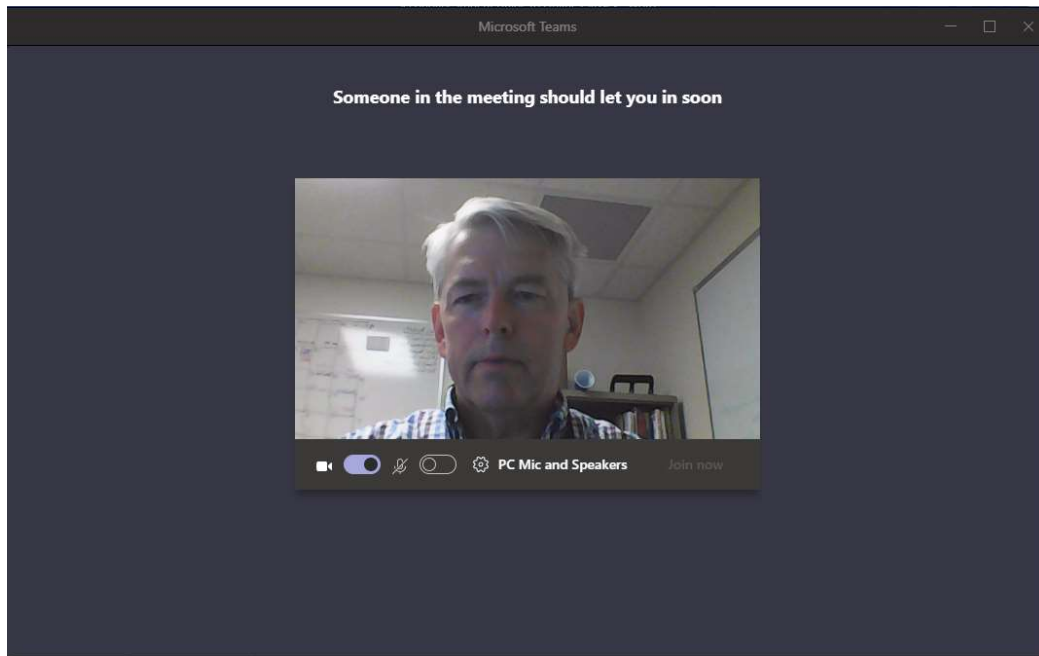 Microsoft Teams
Someone in the meeting should let you in soon
PC Mic and Speakers
Join now